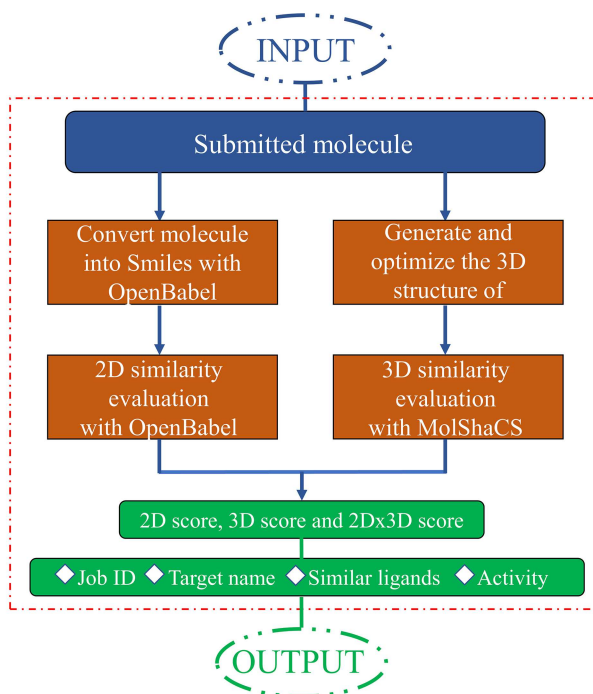 INPUT
Submitted molecule
Convert molecule
into Smiles with
OpenBabel
Generate and
optimize the 3D
structure of
2D similarity
evaluation
with OpenBabel
3D similarity
evaluation
with MolShaCS
2D score, 3D score and 2Dx3D score
Job ID Target name Similar ligands Activity
OUTPUT